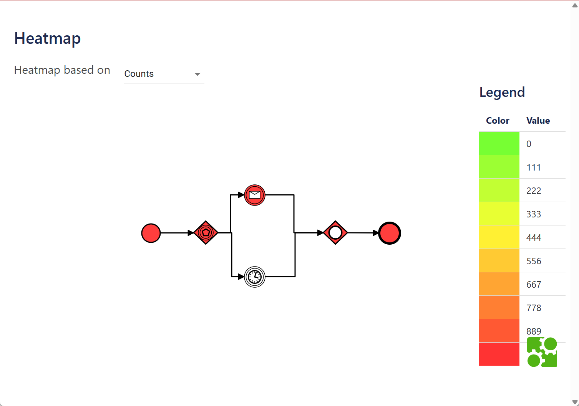 Heatmap
Heatmap based on Counts
Legend
Color Value
0
111
222
333
444
556
667
778
889